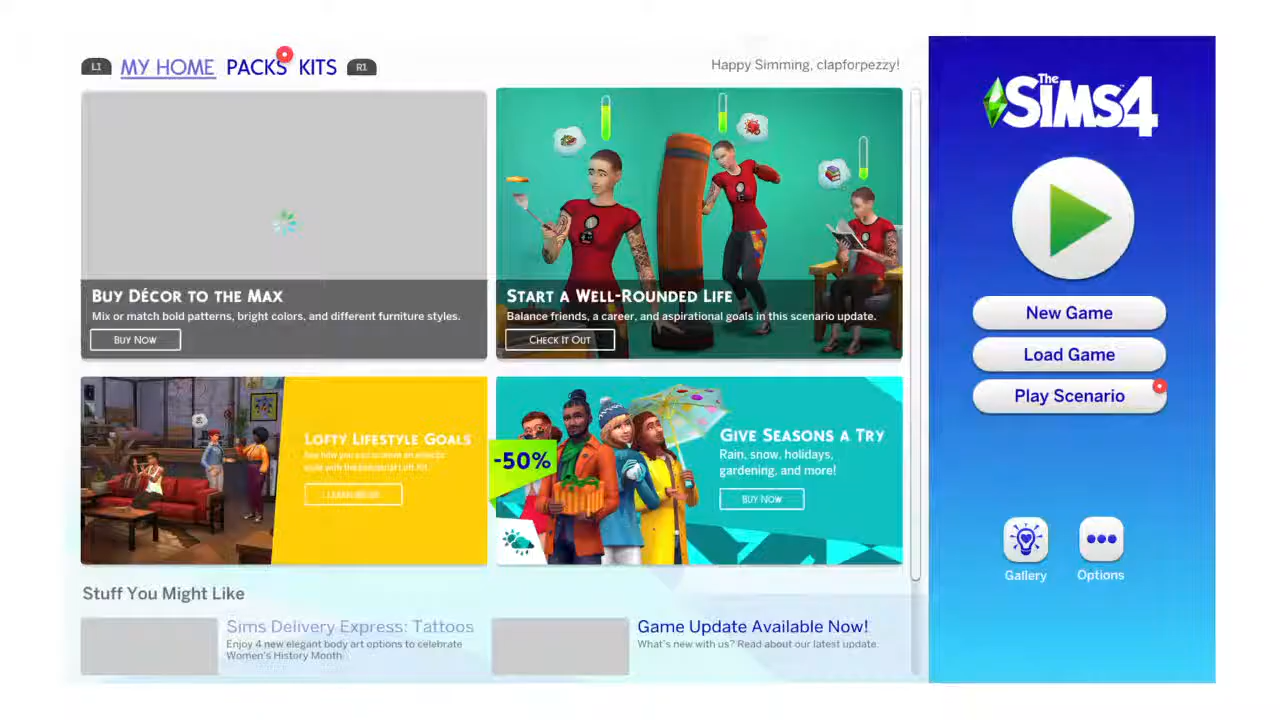 L1 MY HOME PACKS KITS R1
Happy Simming, clapforpezzy!
BUY DÉCOR TO THE MAX
Mix or match bold patterns, bright colors, and different furniture styles.
BUY NOW
START A WELL-ROUNDED LIFE
Balance friends, a career, and aspirational goals in this scenario update.
CHECK IT OUT
LOFTY LIFESTYLE GOALS
GIVE SEASONS A TRY
-50%
Rain, snow, holidays,
gardening, and more!
BUY NOW
Stuff You Might Like
Sims Delivery Express: Tattoos
Enjoy 4 new elegant body art options to celebrate
Women's History Month
Game Update Available Now!
What's new with us? Read about our latest update.
The
SIMS 4
New Game
Load Game
Play Scenario
Gallery
Options